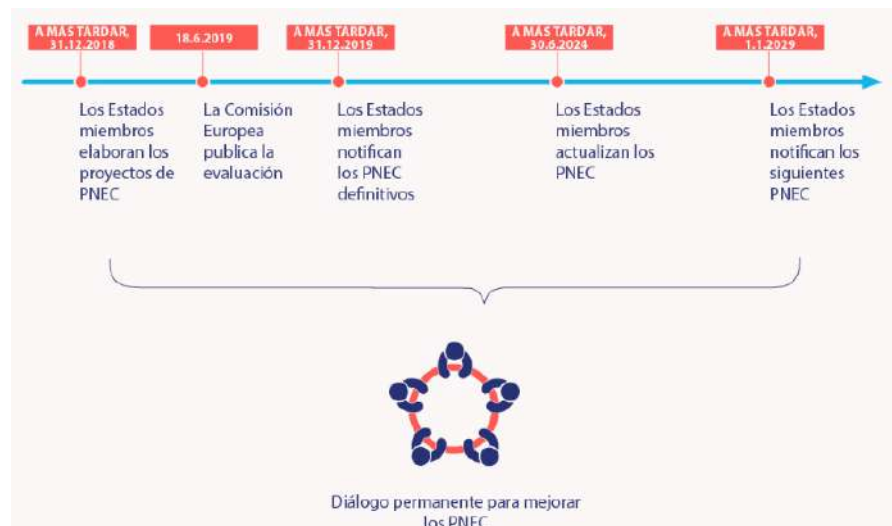 A MÁS TARDAR,
31.12.2018
18.6.2019
A MÁS TARDAR,
31.12.2019
A MÁS TARDAR,
30.6.2024
A MÁS TARDAR,
1.1.2029
Los Estados
miembros
elaboran los
proyectos de
PNEC
La Comisión
Europea
publica la
evaluación
Los Estados
miembros
notifican
los PNEC
definitivos
Los Estados
miembros
actualizan los
PNEC
Los Estados
miembros
notifican los
siguientes
PNEC
Diálogo permanente para mejorar
los PNEC